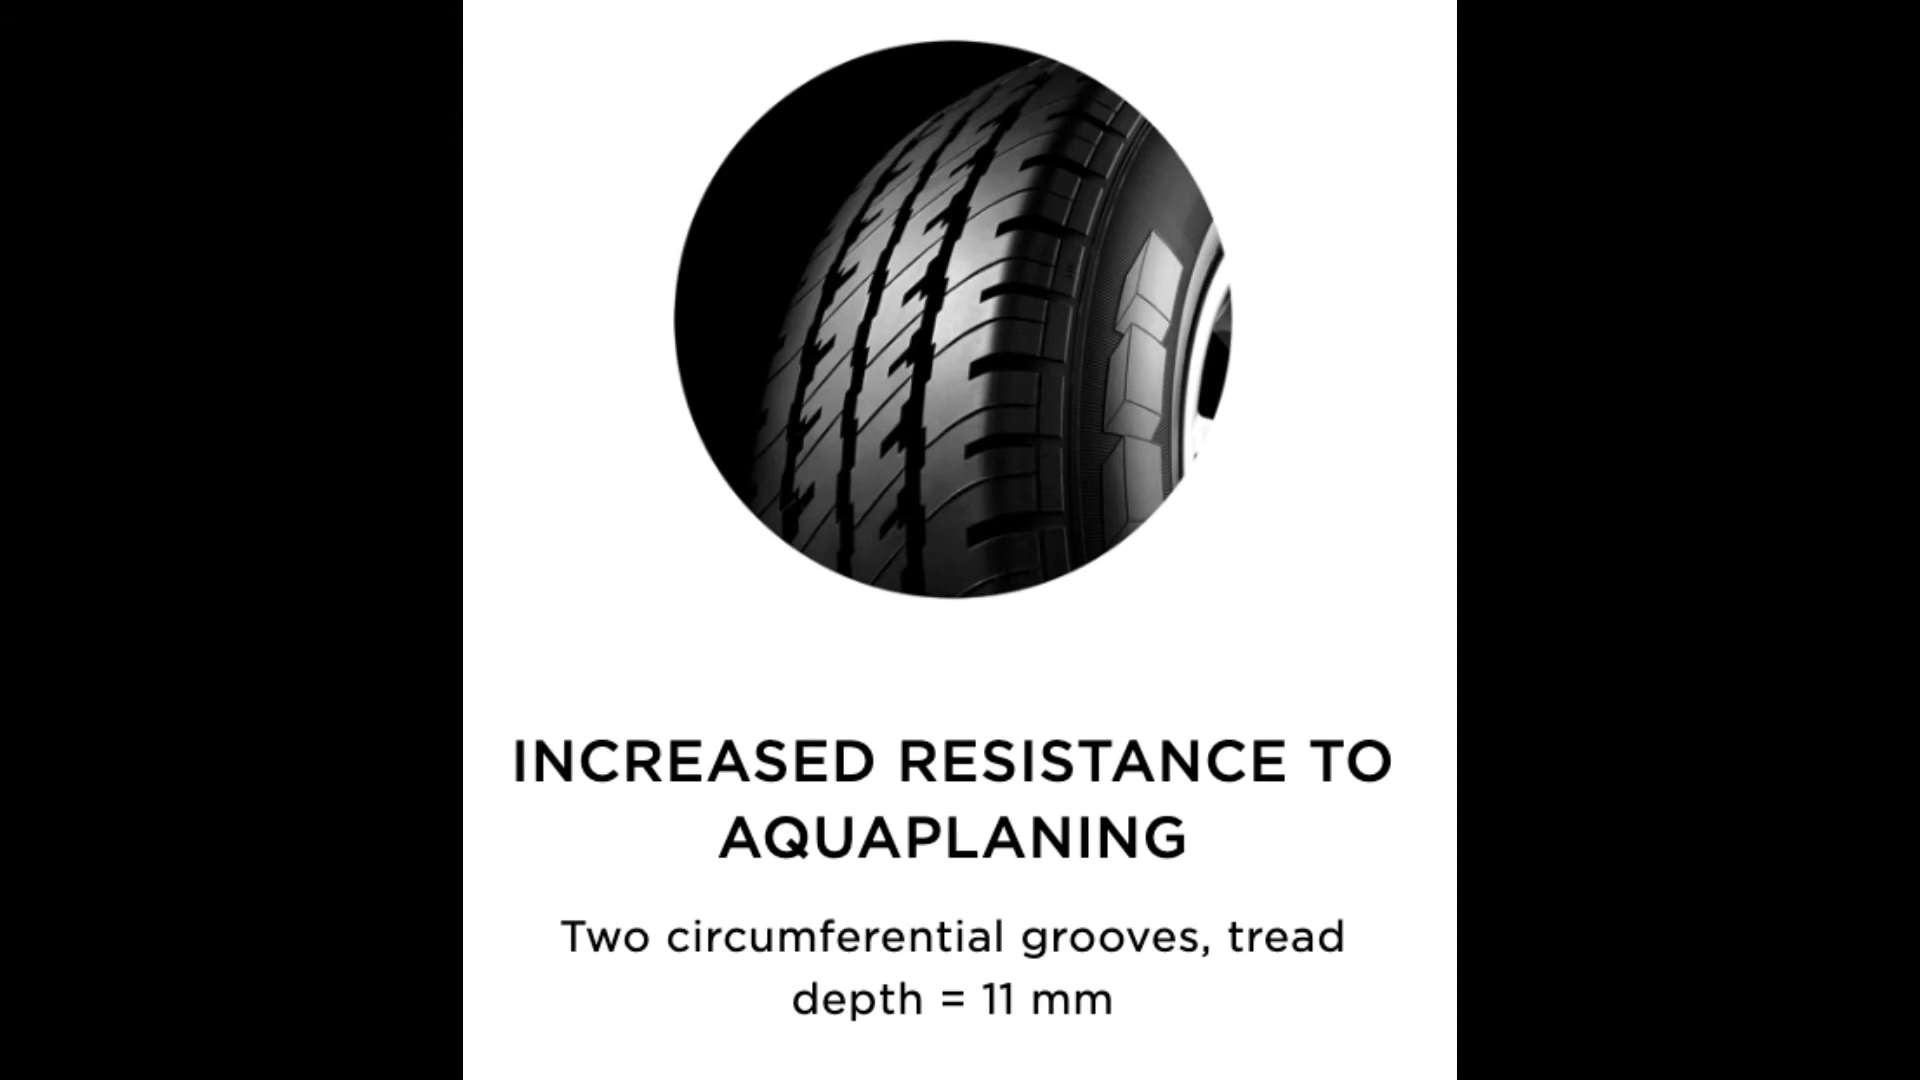 INCREASED RESISTANCE TO
AQUAPLANING
Two circumferential grooves, tread
depth = 11 mm